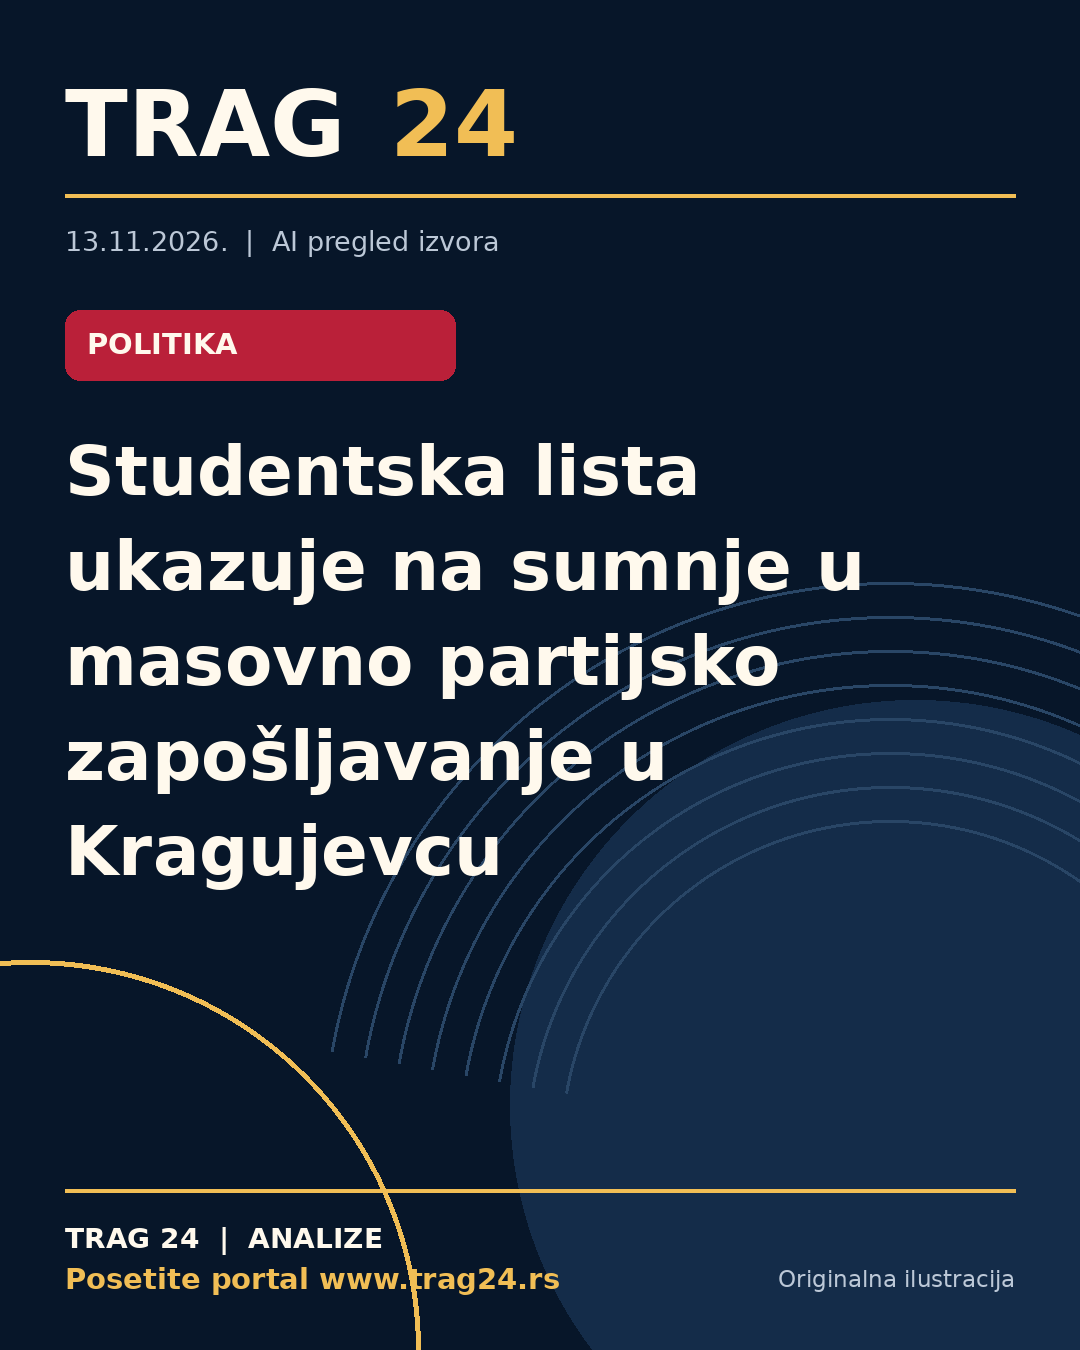 TRAG 24
13.11.2026. | AI pregled izvora
POLITIKA
Studentska lista
ukazuje na sumnje u
masovno partijsko
zapošljavanje u
Kragujevcu
TRAG 24 | ANALIZE
Posetite portal www.trag24.rs
Originalna ilustracija